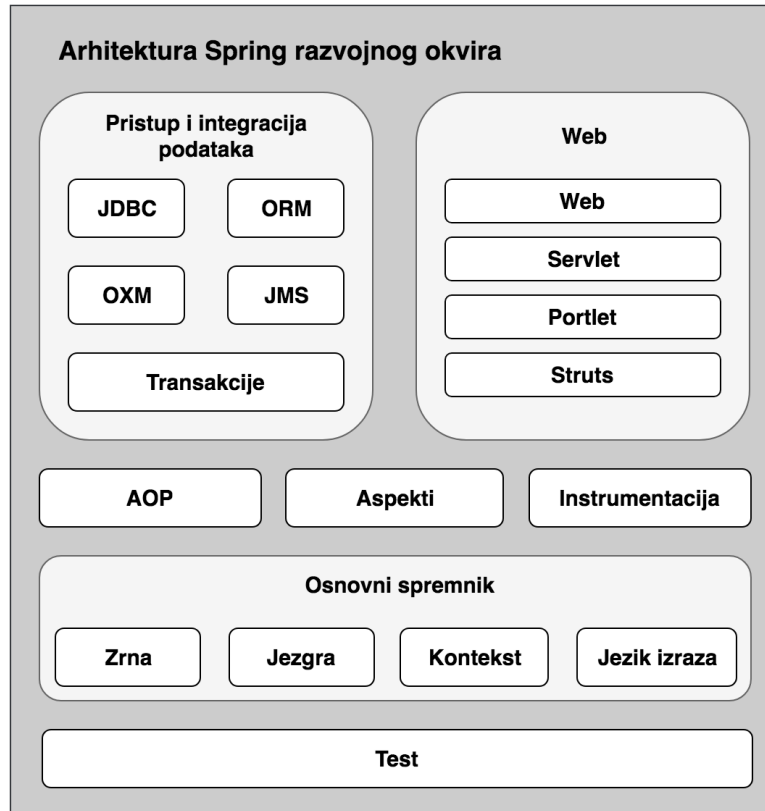 Arhitektura Spring razvojnog okvira
Pristup i integracija
podataka
JDBC
ORM
OXM
JMS
Transakcije
Web
Web
Servlet
Portlet
Struts
AOP
Aspekti
Instrumentacija
Osnovni spremnik
Zrna
Jezgra
Kontekst
Jezik izraza
Test